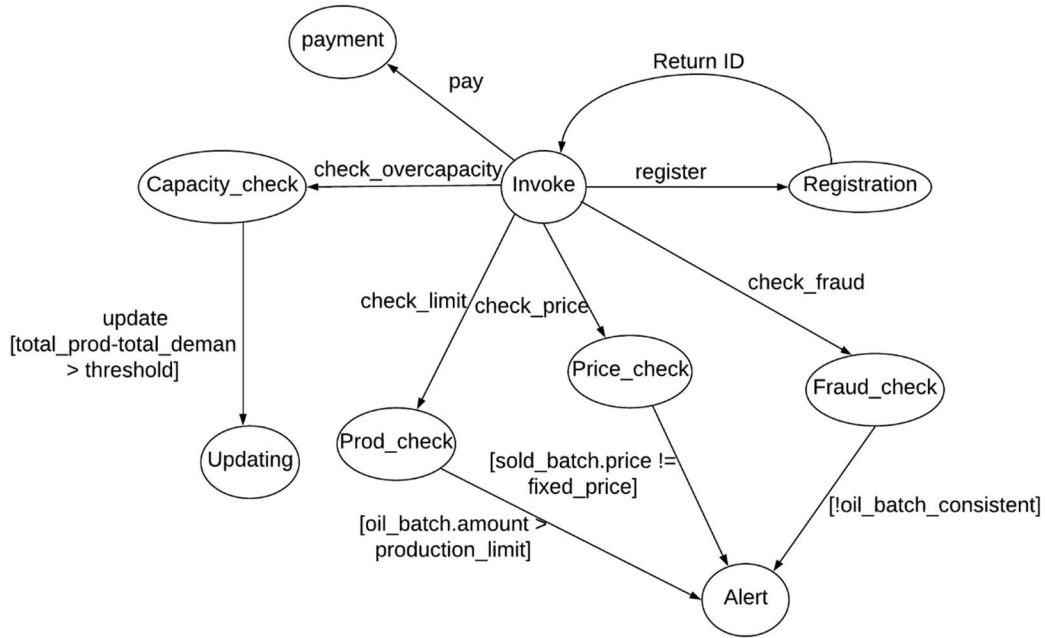 payment
Return ID
pay
check_overcapacity
Invoke
register
Capacity_check
Registration
check_limit
check_price
check_fraud
update
[total_prod-total_deman
> threshold]
Price_check
Fraud_check
Prod_check
Updating
[sold_batch.price !=
fixed_price]
[oil_batch.amount >
production_limit]
[!oil_batch_consistent]
Alert